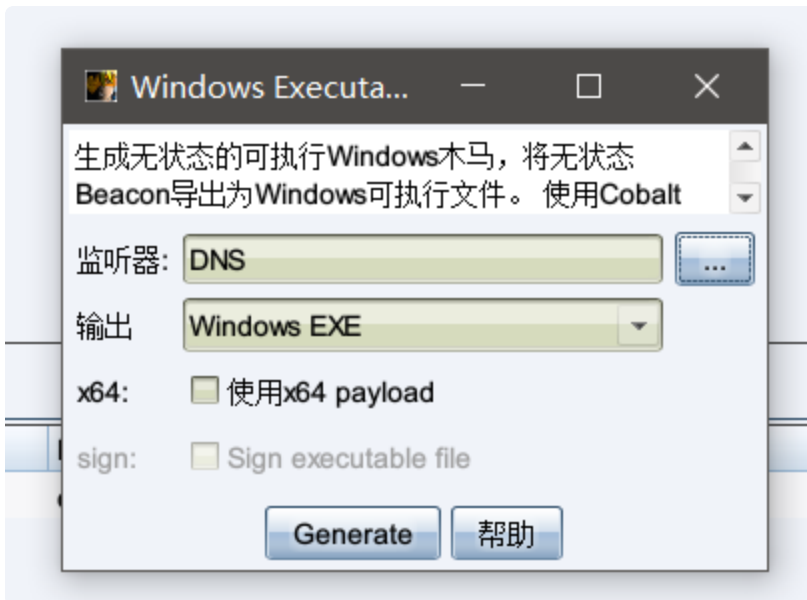 Windows Executa...
生成无状态的可执行Windows木马，将无状态
Beacon导出为Windows可执行文件。 使用Cobalt
监听器: DNS ...
输出 Windows EXE
x64: 使用x64 payload
sign: Sign executable file
Generate 帮助